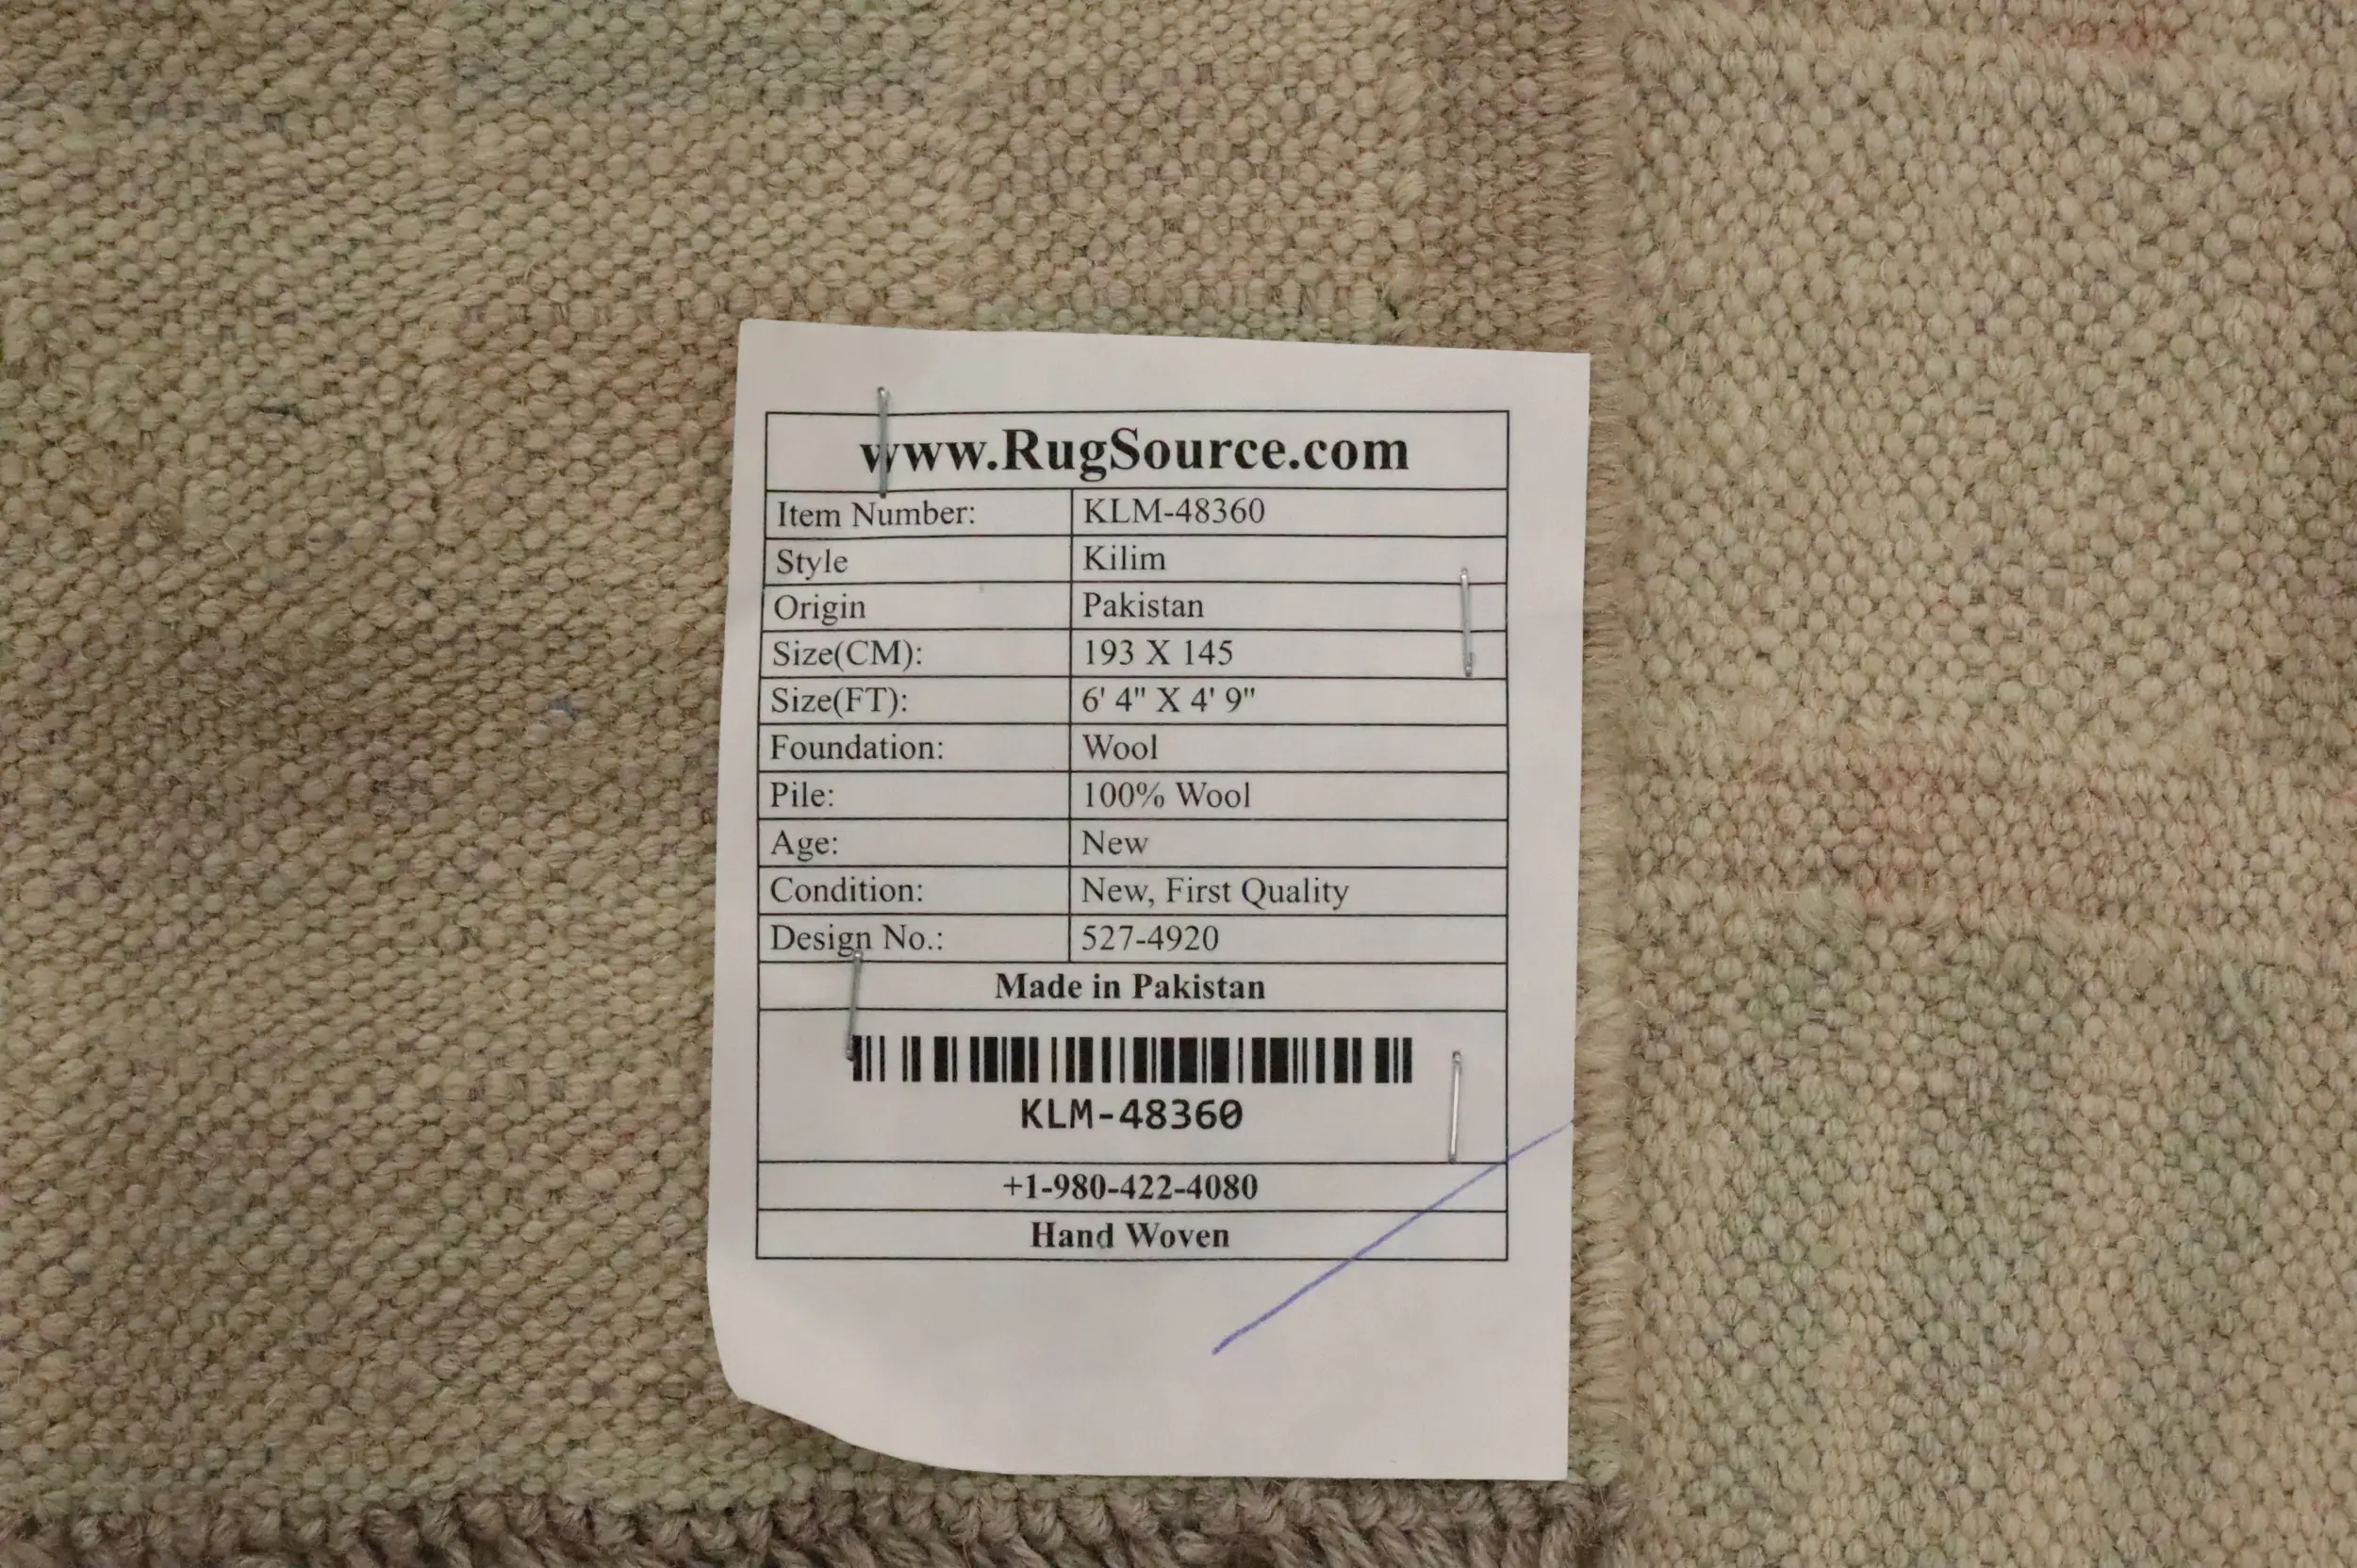 www.RugSource.com
Item Number: KLM-48360
Style Kilim
Origin Pakistan
Size(CM): 193 X 145
Size(FT): 6' 4" X 4' 9"
Foundation: Wool
Pile: 100% Wool
Age: New
Condition: New, First Quality
Design No.: 527-4920
Made in Pakistan
KLM-48360
+1-980-422-4080
Hand Woven